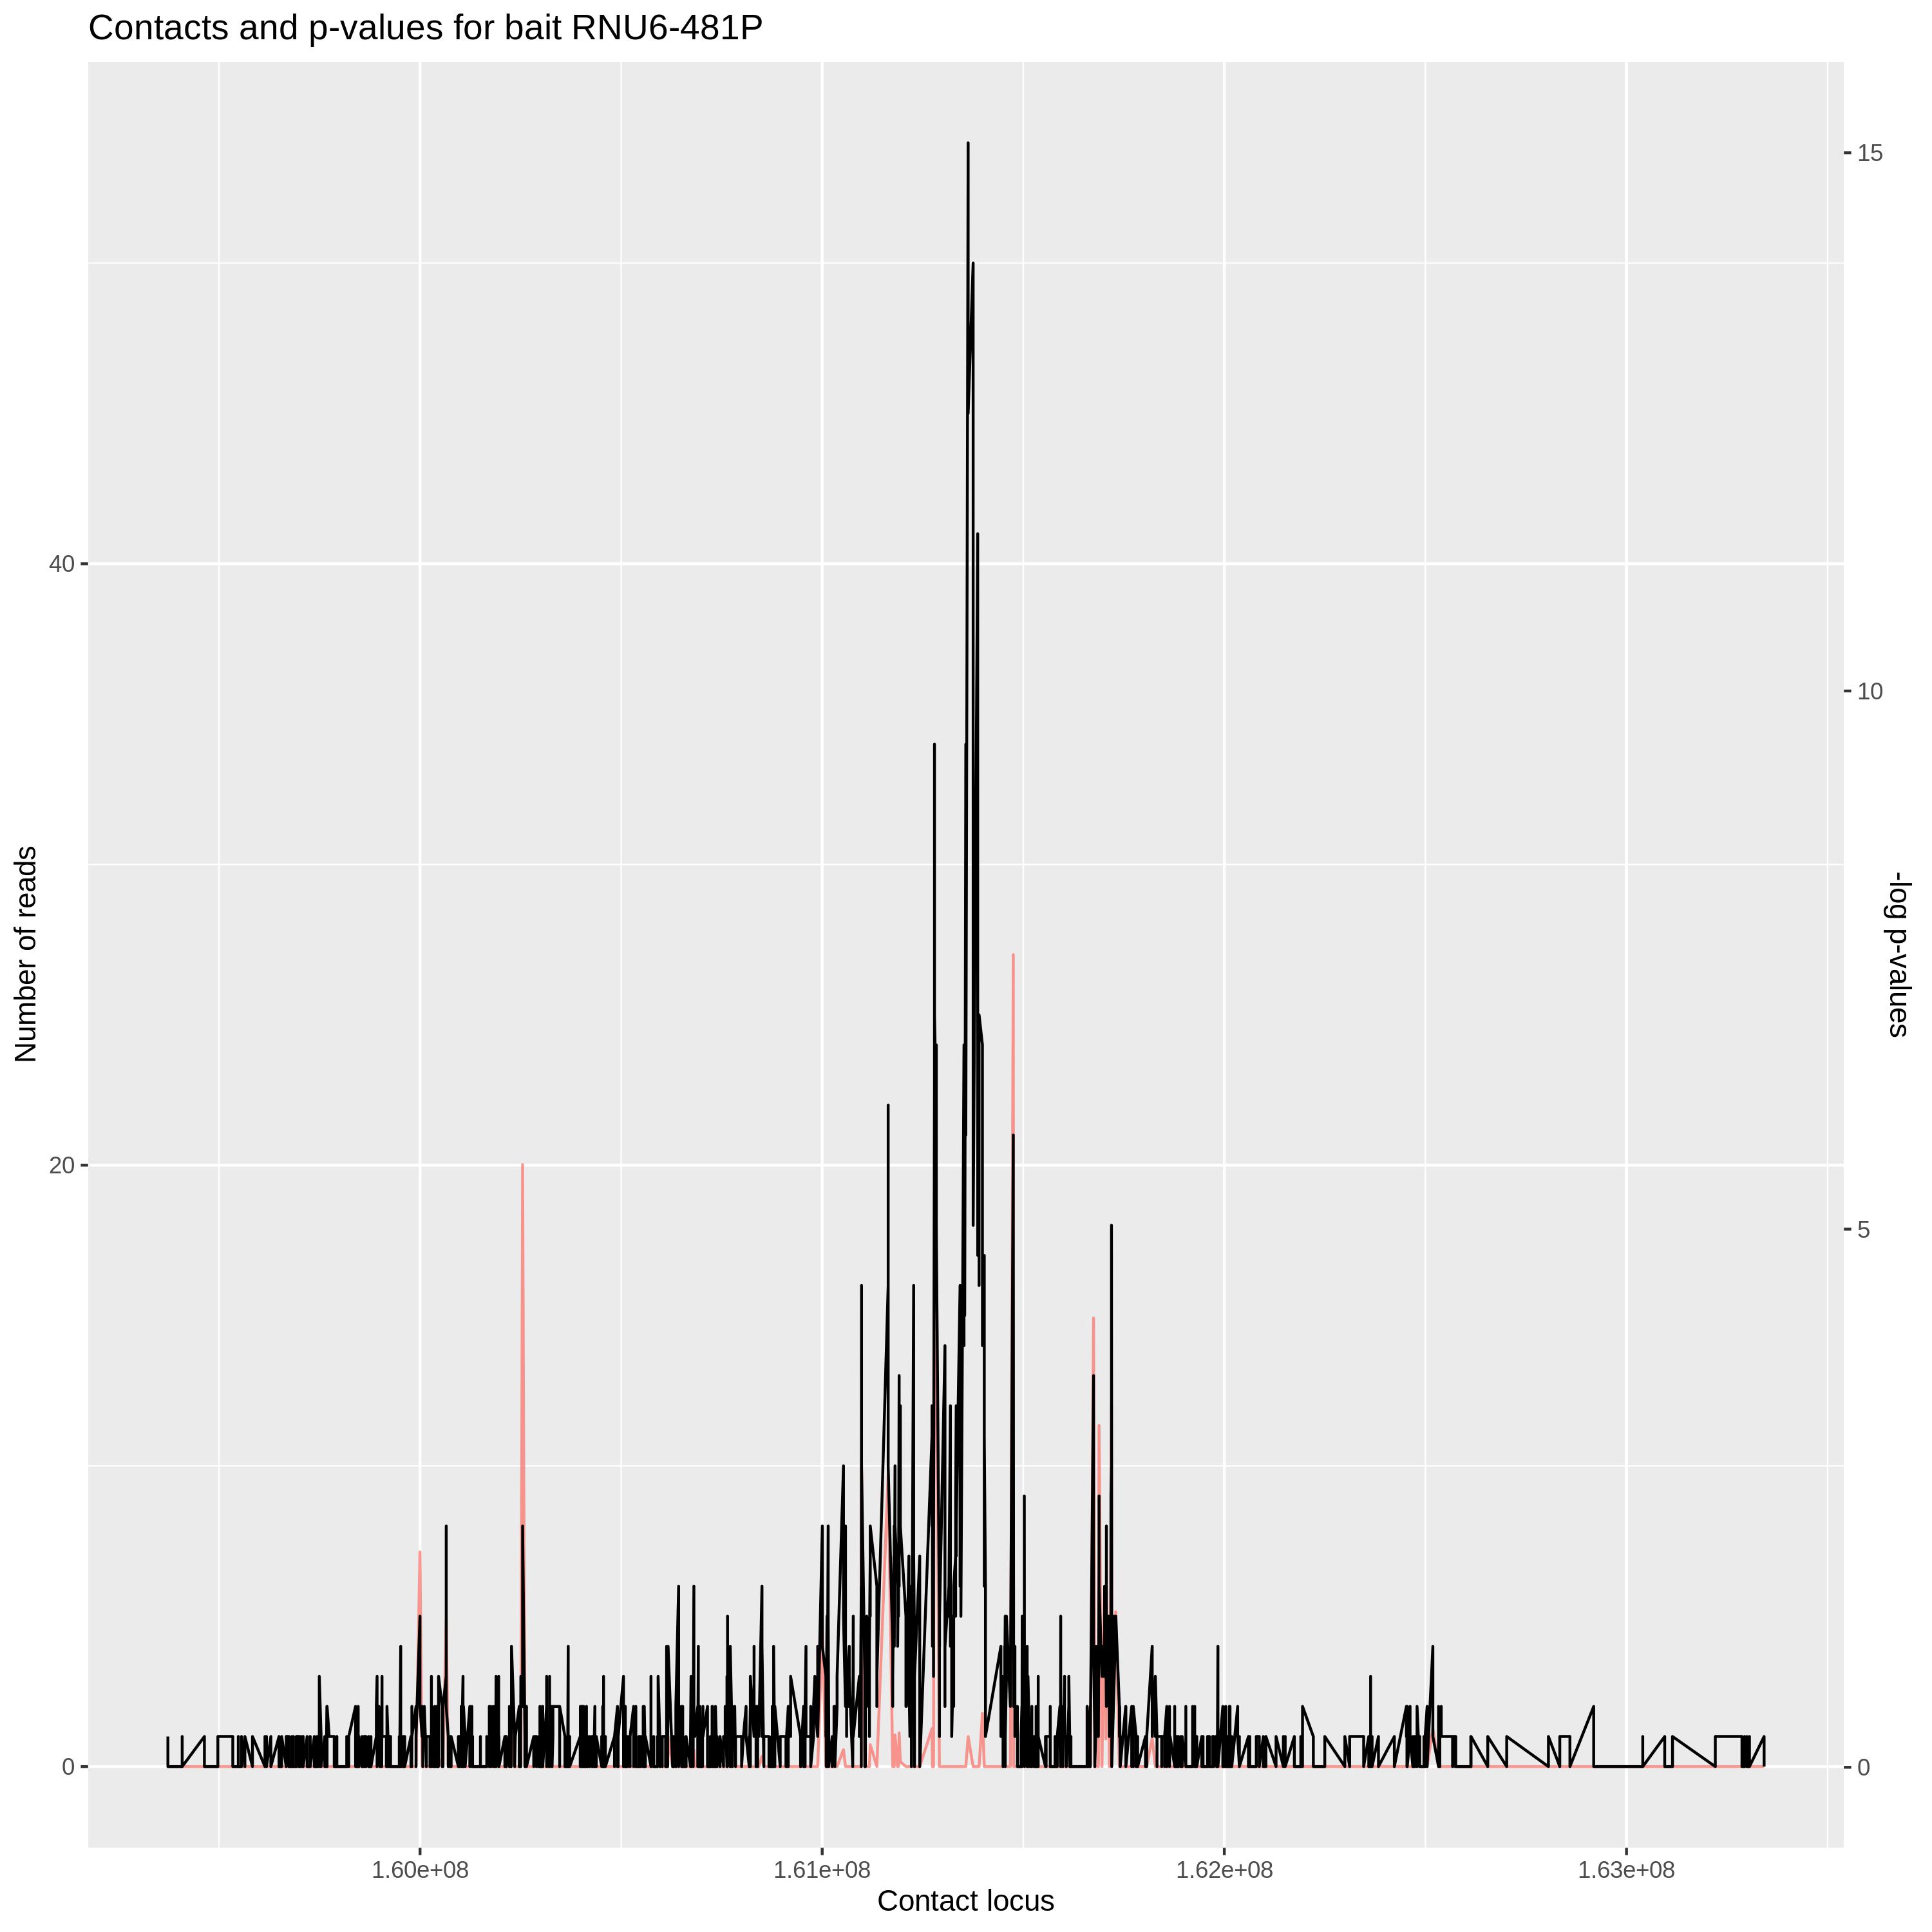 Contacts and p-values for bait RNU6-481P
15
40
10
Number of reads
-log p-values
20
5
0
0
1.60e+08
1.61e+08
1.62e+08
1.63e+08
Contact locus